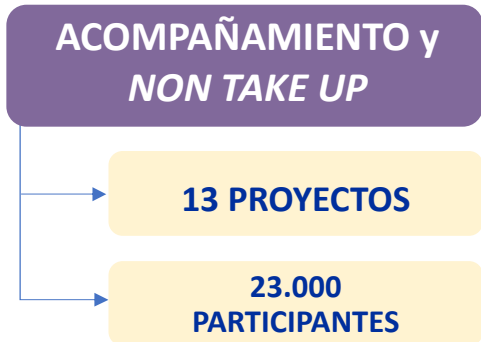 ACOMPAÑAMIENTO y
NON TAKE UP
13 PROYECTOS
23.000
PARTICIPANTES